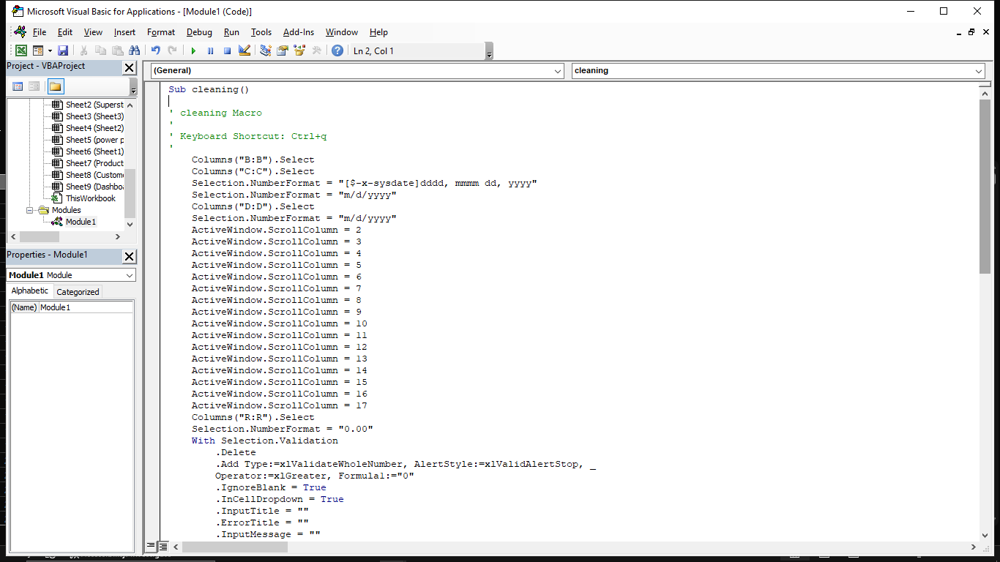 Microsoft Visual Basic for Applications - [Module1 (Code)]
File Edit View Insert Format Debug Run Tools Add-Ins Window Help
Ln 2, Col 1
Project - VBAProject
Sheet2 (Superst
Sheet3 (Sheet3)
Sheet4 (Sheet2)
Sheet5 (power p
Sheet6 (Sheet1)
Sheet7 (Product
Sheet8 (Custome
Sheet9 (Dashboa
ThisWorkbook
Modules
Module1
Properties - Module1
Module1 Module
Alphabetic Categorized
(Name) Module1
(General) cleaning
Sub cleaning()
' cleaning Macro
'
' Keyboard Shortcut: Ctrl+q
'
Columns("B:B").Select
Columns("C:C").Select
Selection.NumberFormat = "[$-x-sysdate]dddd, mmmm dd, yyyy"
Selection.NumberFormat = "m/d/yyyy"
Columns("D:D").Select
Selection.NumberFormat = "m/d/yyyy"
ActiveWindow.ScrollColumn = 2
ActiveWindow.ScrollColumn = 3
ActiveWindow.ScrollColumn = 4
ActiveWindow.ScrollColumn = 5
ActiveWindow.ScrollColumn = 6
ActiveWindow.ScrollColumn = 7
ActiveWindow.ScrollColumn = 8
ActiveWindow.ScrollColumn = 9
ActiveWindow.ScrollColumn = 10
ActiveWindow.ScrollColumn = 11
ActiveWindow.ScrollColumn = 12
ActiveWindow.ScrollColumn = 13
ActiveWindow.ScrollColumn = 14
ActiveWindow.ScrollColumn = 15
ActiveWindow.ScrollColumn = 16
ActiveWindow.ScrollColumn = 17
Columns("R:R").Select
Selection.NumberFormat = "0.00"
With Selection.Validation
.Delete
.Add Type:=xlValidateWholeNumber, AlertStyle:=xlValidAlertStop, _
Operator:=xlGreater, Formula1:="0"
.IgnoreBlank = True
.InCellDropdown = True
.InputTitle = ""
.ErrorTitle = ""
.InputMessage = ""